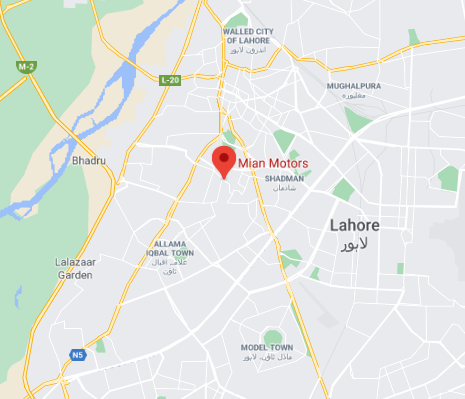 WALLED CITY
OF LAHORE
اندرون لاہور
M-2
L-20
MUGHALPURA
مغلپورہ
Bhadru
Mian Motors
SHADMAN
شادمان
Lahore
لاہور
ALLAMA
IQBAL TOWN
علامہ اقبال
ٹاؤن
Lalazaar
Garden
N5
MODEL TOWN
ماڈل ٹاؤن، لاہور